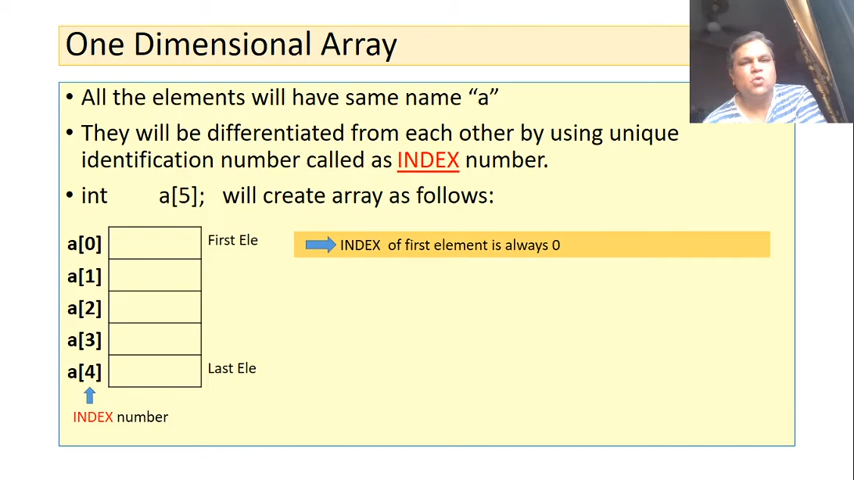 One Dimensional Array
• All the elements will have same name “a”
• They will be differentiated from each other by using unique
identification number called as INDEX number.
• int a[5]; will create array as follows:
a[0] First Ele
INDEX of first element is always 0
a[1]
a[2]
a[3]
a[4] Last Ele
INDEX number